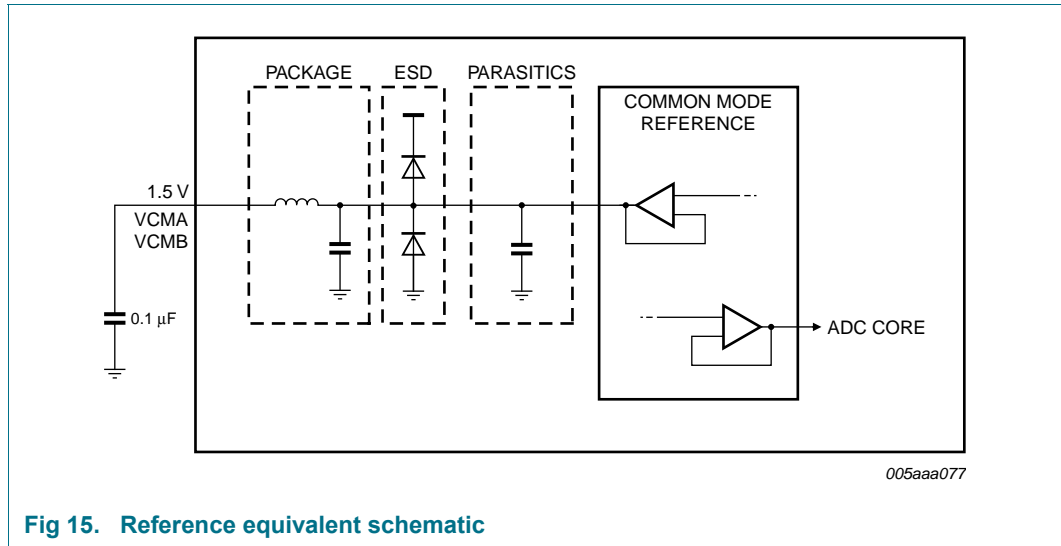 PACKAGE ESD PARASITICS
COMMON MODE
REFERENCE
1.5 V
VCMA
VCMB
0.1 μF
ADC CORE
005aaa077
Fig 15. Reference equivalent schematic